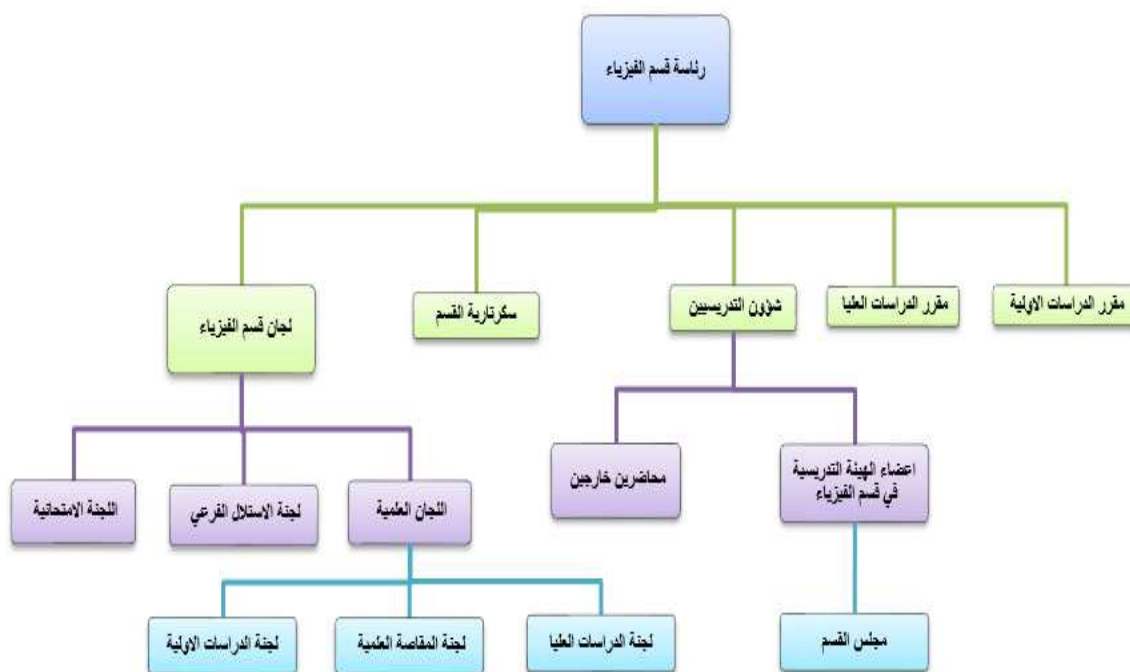 رئاسة قسم الفيزياء
مقرر الدراسات الاولية
مقرر الدراسات العليا
شؤون التدريسيين
سكرتارية القسم
لجان قسم الفيزياء
اعضاء الهيئة التدريسية
في قسم الفيزياء
محاضرين خارجين
اللجان العلمية
لجنة الاستلال الفرعي
اللجنة الامتحانية
مجلس القسم
لجنة الدراسات العليا
لجنة المقاصة العلمية
لجنة الدراسات الاولية